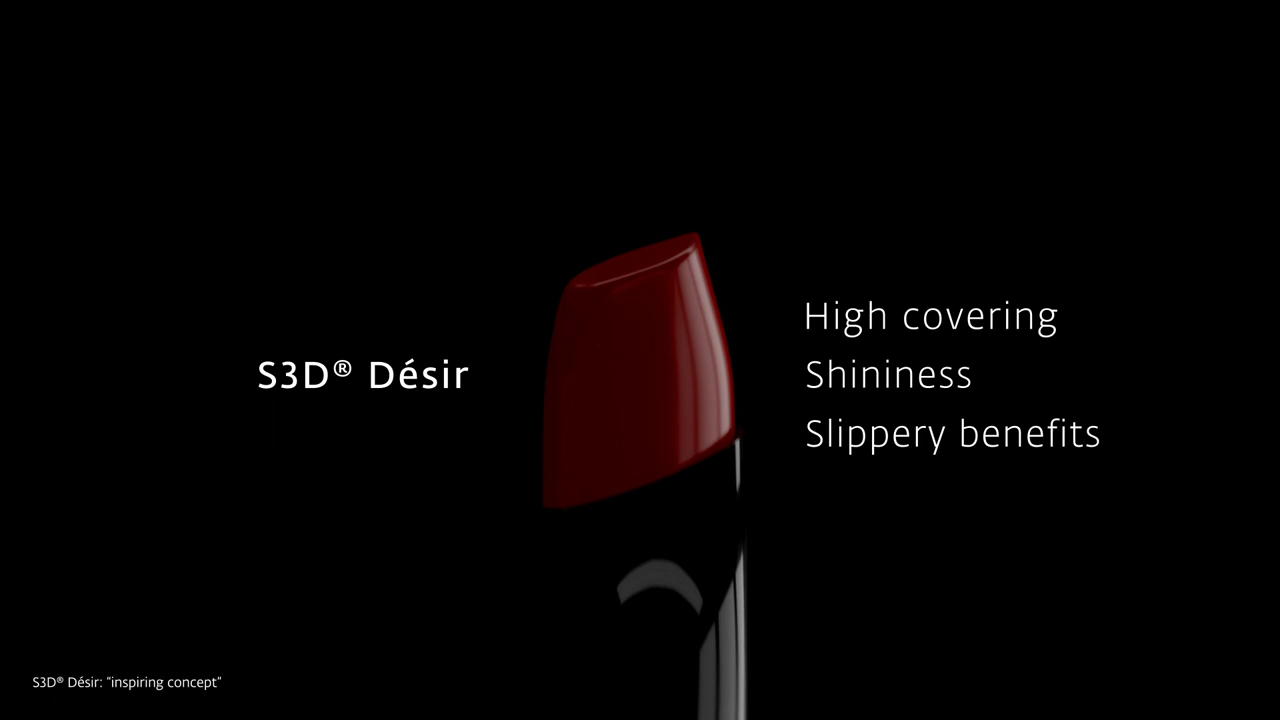 S3D® Désir
High covering
Shininess
Slippery benefits
S3D® Désir: “inspiring concept”